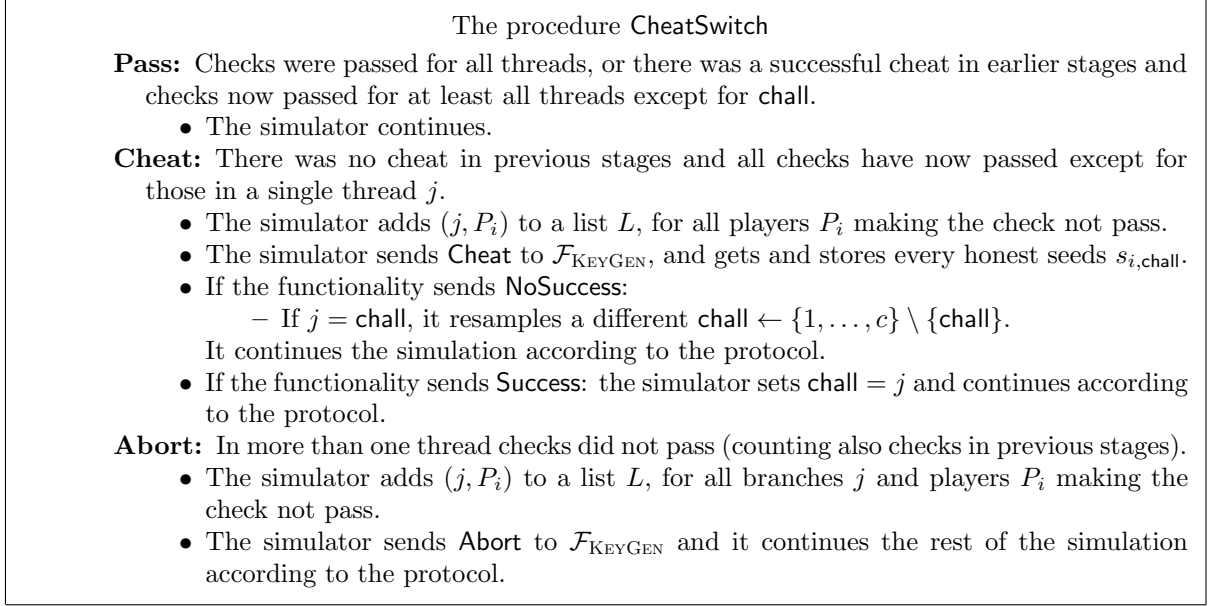 The procedure CheatSwitch
Pass: Checks were passed for all threads, or there was a successful cheat in earlier stages and
checks now passed for at least all threads except for chall.
• The simulator continues.
Cheat: There was no cheat in previous stages and all checks have now passed except for
those in a single thread j.
• The simulator adds (j, P_i) to a list L, for all players P_i making the check not pass.
• The simulator sends Cheat to F_KeyGen, and gets and stores every honest seeds s_{i,chall}.
• If the functionality sends NoSuccess:
– If j = chall, it resamples a different chall ← {1, . . . , c} \ {chall}.
It continues the simulation according to the protocol.
• If the functionality sends Success: the simulator sets chall = j and continues according
to the protocol.
Abort: In more than one thread checks did not pass (counting also checks in previous stages).
• The simulator adds (j, P_i) to a list L, for all branches j and players P_i making the
check not pass.
• The simulator sends Abort to F_KeyGen and it continues the rest of the simulation
according to the protocol.